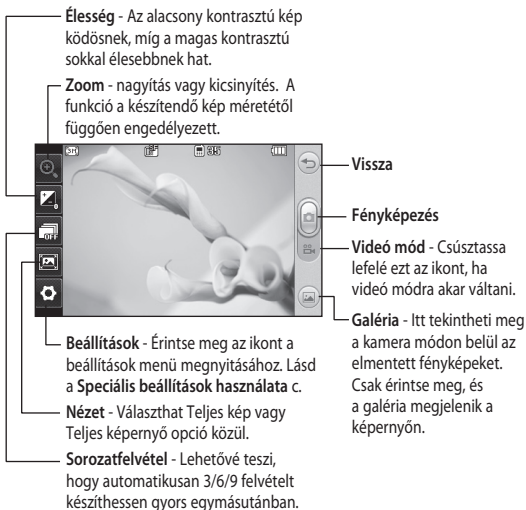 Élesség - Az alacsony kontrasztú kép
ködösnek, míg a magas kontrasztú
sokkal élesebbnek hat.
Zoom - nagyítás vagy kicsinyítés. A
funkció a készítendő kép méretétől
függően engedélyezett.
3M
35
OFF
Vissza
Fényképezés
Videó mód - Csúsztassa
lefelé ezt az ikont, ha
videó módra akar váltani.
Galéria - Itt tekintheti meg
a kamera módon belül az
elmentett fényképeket.
Csak érintse meg, és
a galéria megjelenik a
képernyőn.
Beállítások - Érintse meg az ikont a
beállítások menü megnyitásához. Lásd
a Speciális beállítások használata c.
Nézet - Választhat Teljes kép vagy
Teljes képernyő opció közül.
Sorozatfelvétel - Lehetővé teszi,
hogy automatikusan 3/6/9 felvételt
készíthessen gyors egymásutánban.